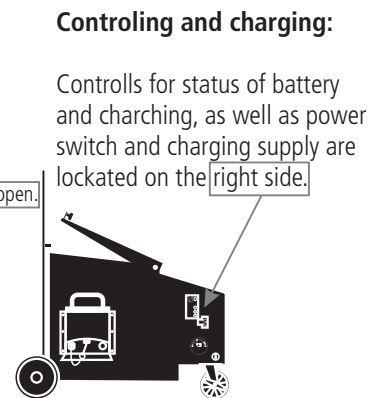 Controling and charging:
Controlls for status of battery
and charching, as well as power
switch and charging supply are
lockated on the right side.
open.